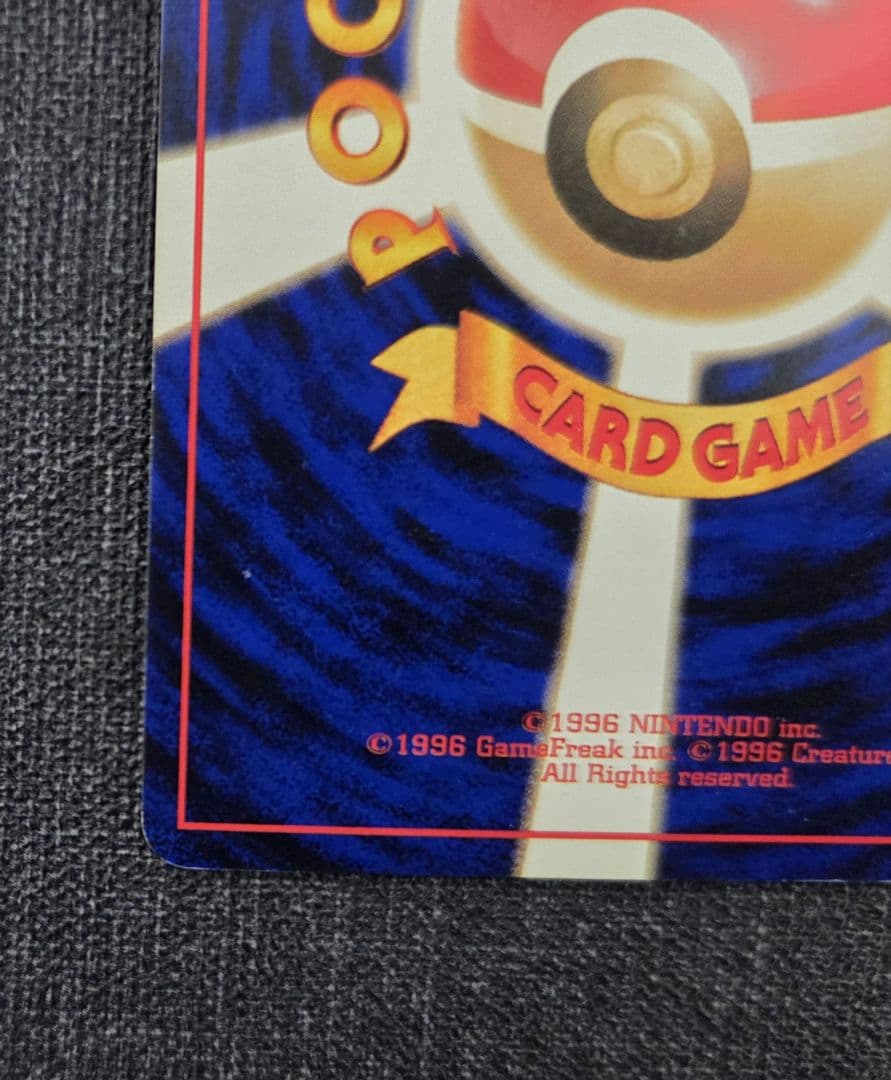 POC
CARD GAME
©1996 NINTENDO inc.
©1996 GameFreak inc. ©1996 Creature
All Rights reserved.